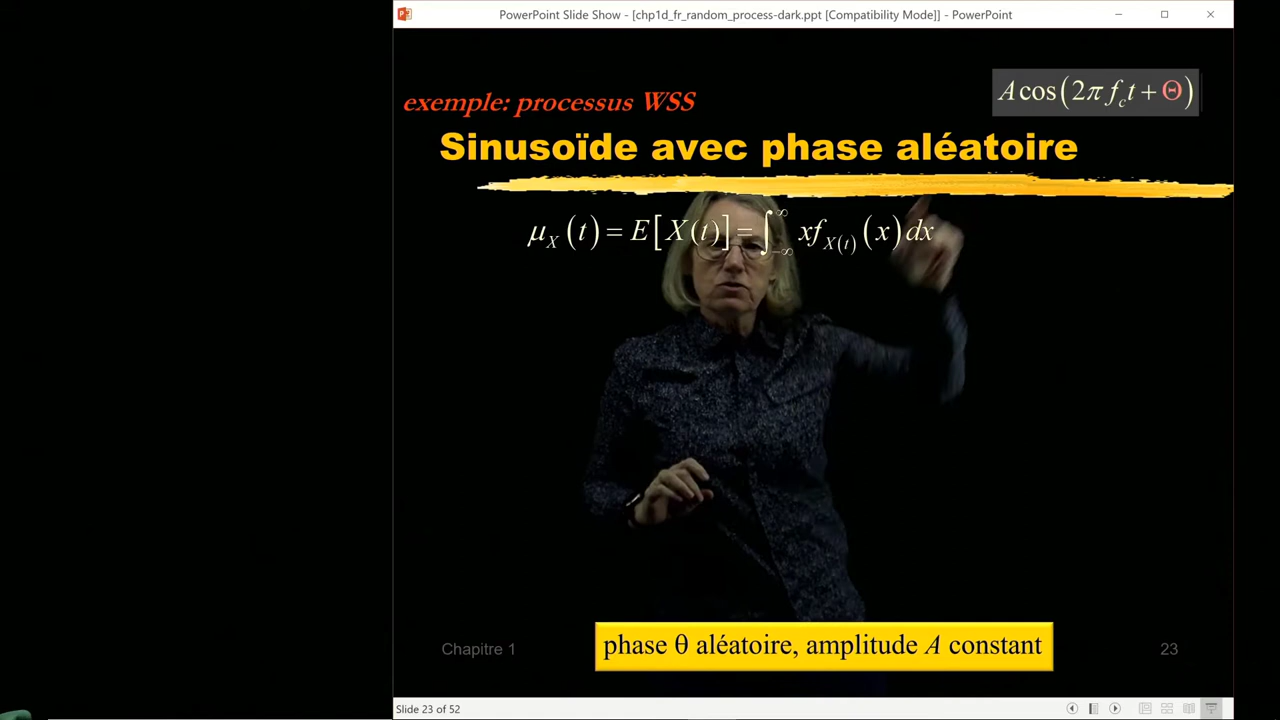 PowerPoint Slide Show - [chp1d_fr_random_process-dark.ppt [Compatibility Mode]] - PowerPoint
A cos(2π f_c t + Θ)
exemple: processus WSS
Sinusoïde avec phase aléatoire
μ_X (t) = E[X(t)] = ∫_{-∞}^{∞} x f_{X(t)} (x) dx
phase θ aléatoire, amplitude A constant
Chapitre 1
23
Slide 23 of 52